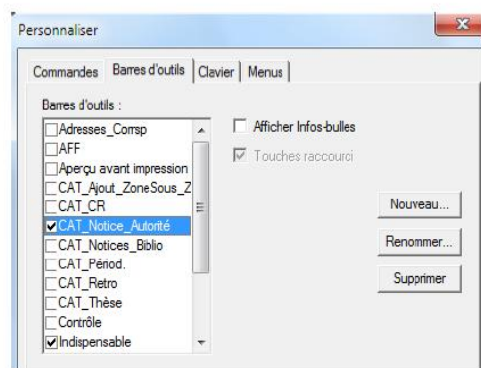 Personnaliser
Commandes Barres d'outils Clavier Menus
Barres d'outils :
Adresses_Corrsp
AFF
Aperçu avant impression
CAT_Ajout_ZoneSous_Z
CAT_CR
CAT_Notice_Autorité
CAT_Notices_Biblio
CAT_Périod.
CAT_Retro
CAT_Thèse
Contrôle
Indispensable
Afficher Infos-bulles
Touches raccourci
Nouveau...
Renommer...
Supprimer